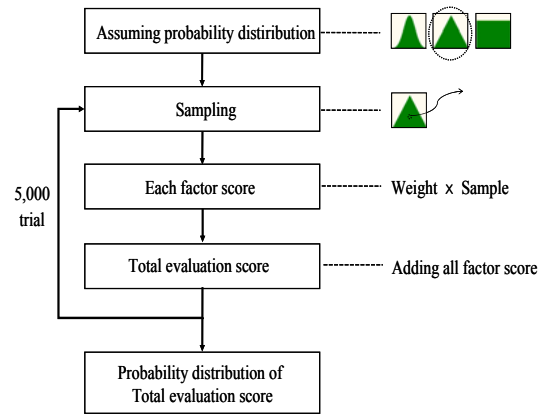 Assuming probability distiribution
Sampling
5,000
trial
Each factor score
Weight x Sample
Total evaluation score
Adding all factor score
Probability distribution of
Total evaluation score